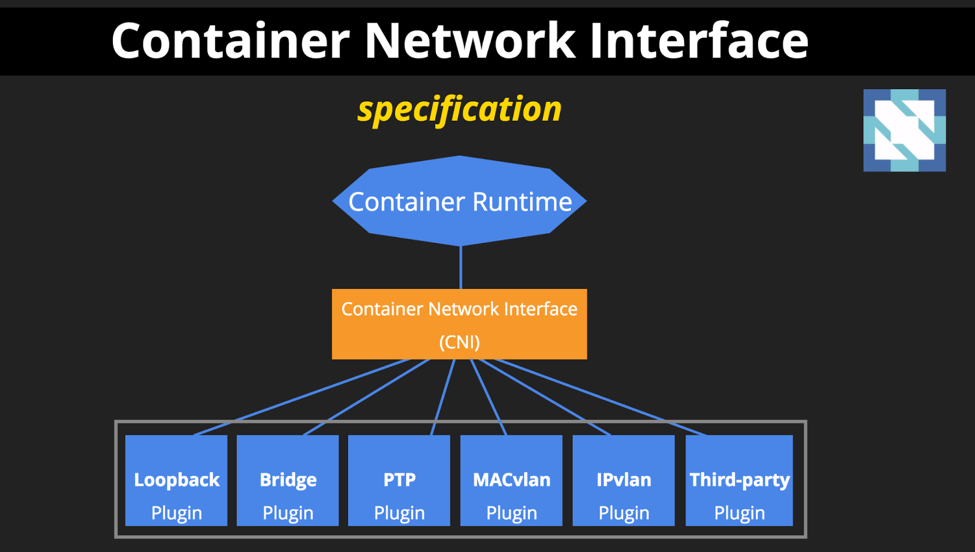 Container Network Interface
specification
Container Runtime
Container Network Interface
(CNI)
Loopback
Plugin
Bridge
Plugin
PTP
Plugin
MACvlan
Plugin
IPvlan
Plugin
Third-party
Plugin